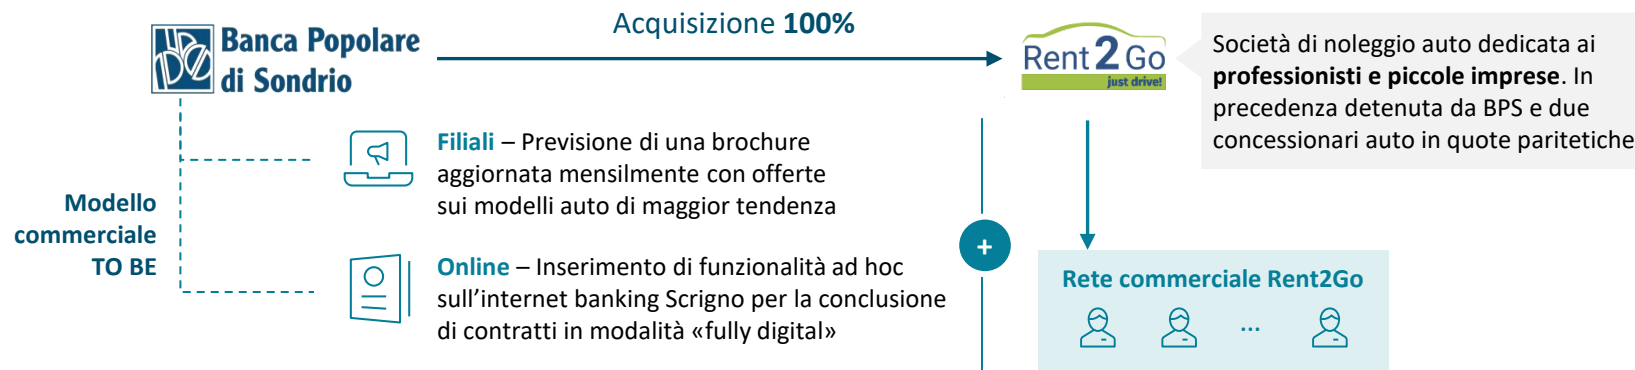 Banca Popolare
di Sondrio
Acquisizione 100%
Rent 2 Go
just drive!
Società di noleggio auto dedicata ai
professionisti e piccole imprese. In
precedenza detenuta da BPS e due
concessionari auto in quote paritetiche
Modello
commerciale
TO BE
Filiali – Previsione di una brochure
aggiornata mensilmente con offerte
sui modelli auto di maggior tendenza
Online – Inserimento di funzionalità ad hoc
sull’internet banking Scrigno per la conclusione
di contratti in modalità «fully digital»
+
Rete commerciale Rent2Go
...